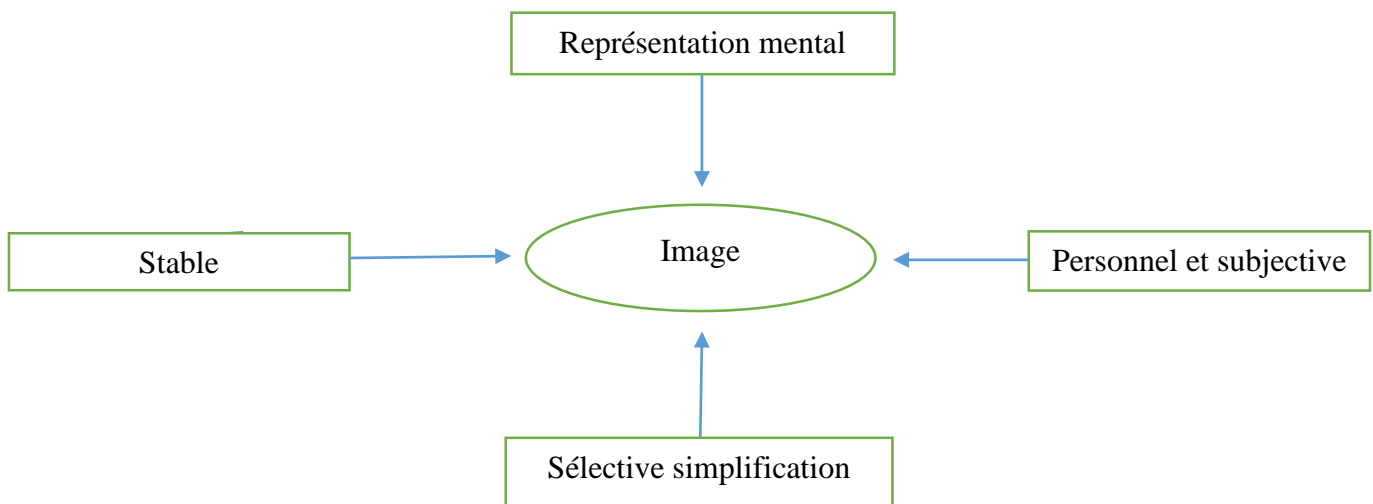 Représentation mental
Stable
Image
Personnel et subjective
Sélective simplification